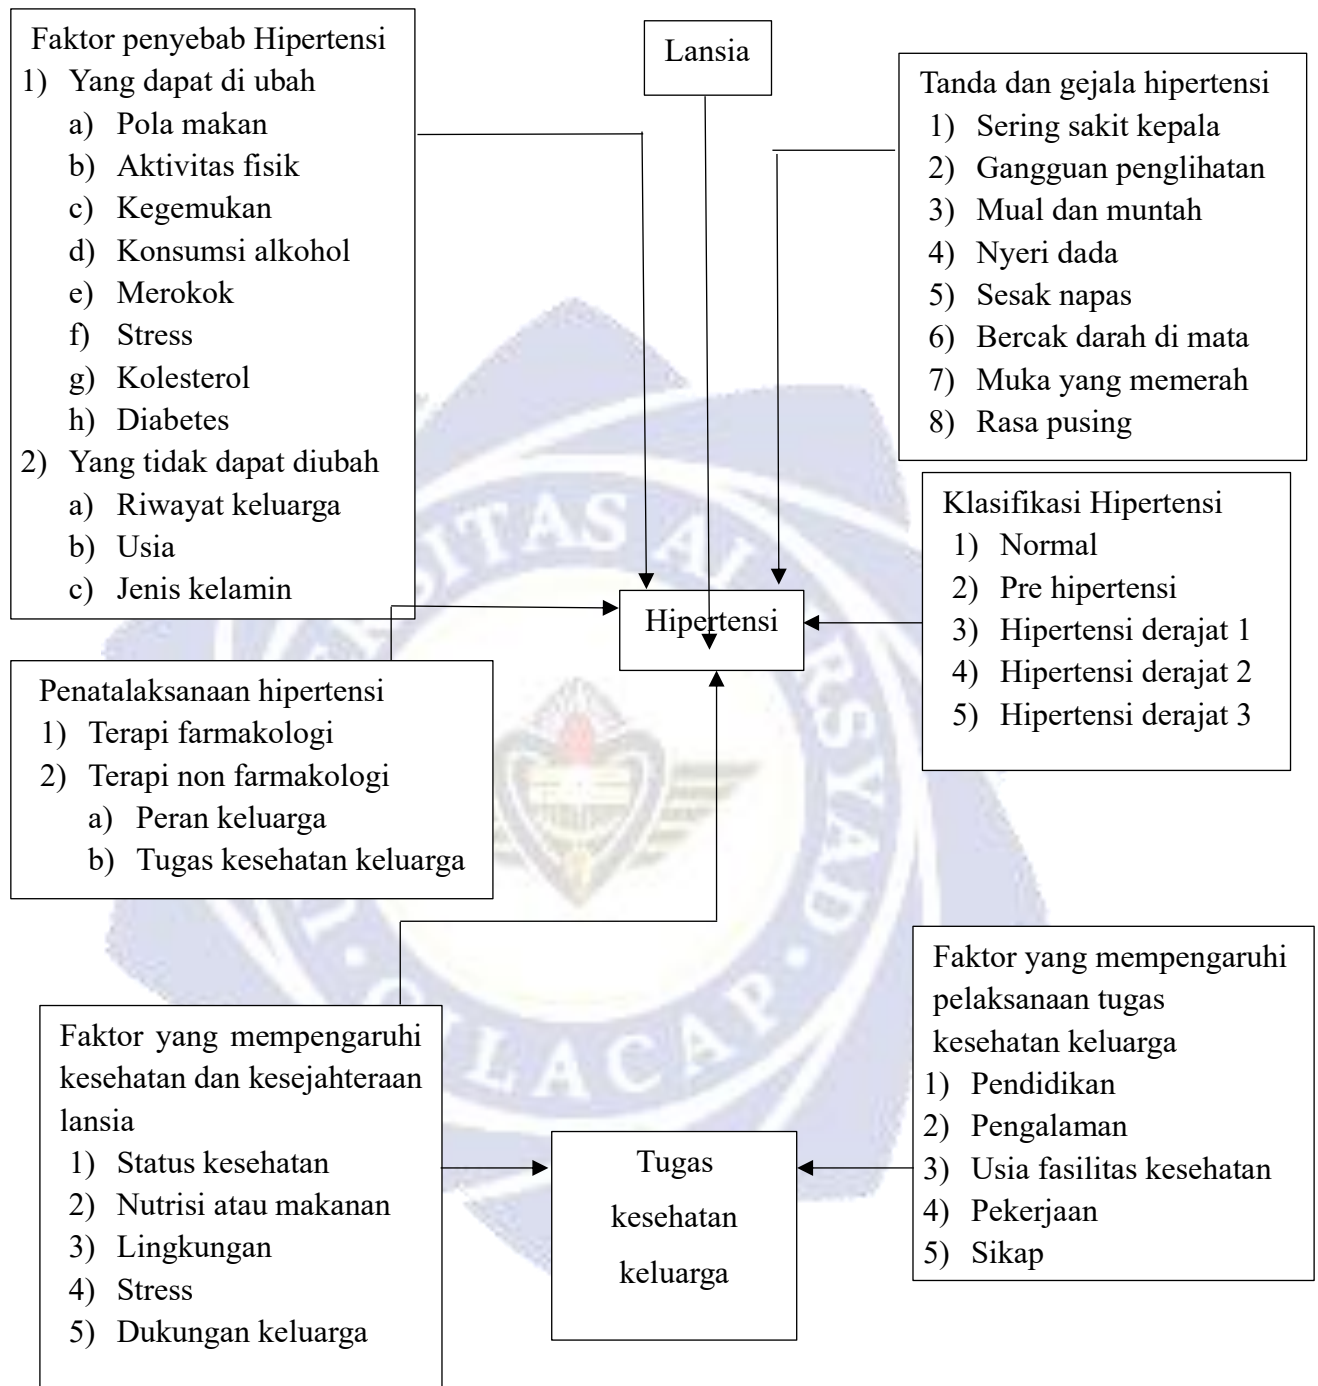 Faktor penyebab Hipertensi
1) Yang dapat di ubah
a) Pola makan
b) Aktivitas fisik
c) Kegemukan
d) Konsumsi alkohol
e) Merokok
f) Stress
g) Kolesterol
h) Diabetes
2) Yang tidak dapat diubah
a) Riwayat keluarga
b) Usia
c) Jenis kelamin
Lansia
Tanda dan gejala hipertensi
1) Sering sakit kepala
2) Gangguan penglihatan
3) Mual dan muntah
4) Nyeri dada
5) Sesak napas
6) Bercak darah di mata
7) Muka yang memerah
8) Rasa pusing
Klasifikasi Hipertensi
1) Normal
2) Pre hipertensi
3) Hipertensi derajat 1
4) Hipertensi derajat 2
5) Hipertensi derajat 3
Hipertensi
Penatalaksanaan hipertensi
1) Terapi farmakologi
2) Terapi non farmakologi
a) Peran keluarga
b) Tugas kesehatan keluarga
Faktor yang mempengaruhi
kesehatan dan kesejahteraan
lansia
1) Status kesehatan
2) Nutrisi atau makanan
3) Lingkungan
4) Stress
5) Dukungan keluarga
Tugas
kesehatan
keluarga
Faktor yang mempengaruhi
pelaksanaan tugas
kesehatan keluarga
1) Pendidikan
2) Pengalaman
3) Usia fasilitas kesehatan
4) Pekerjaan
5) Sikap